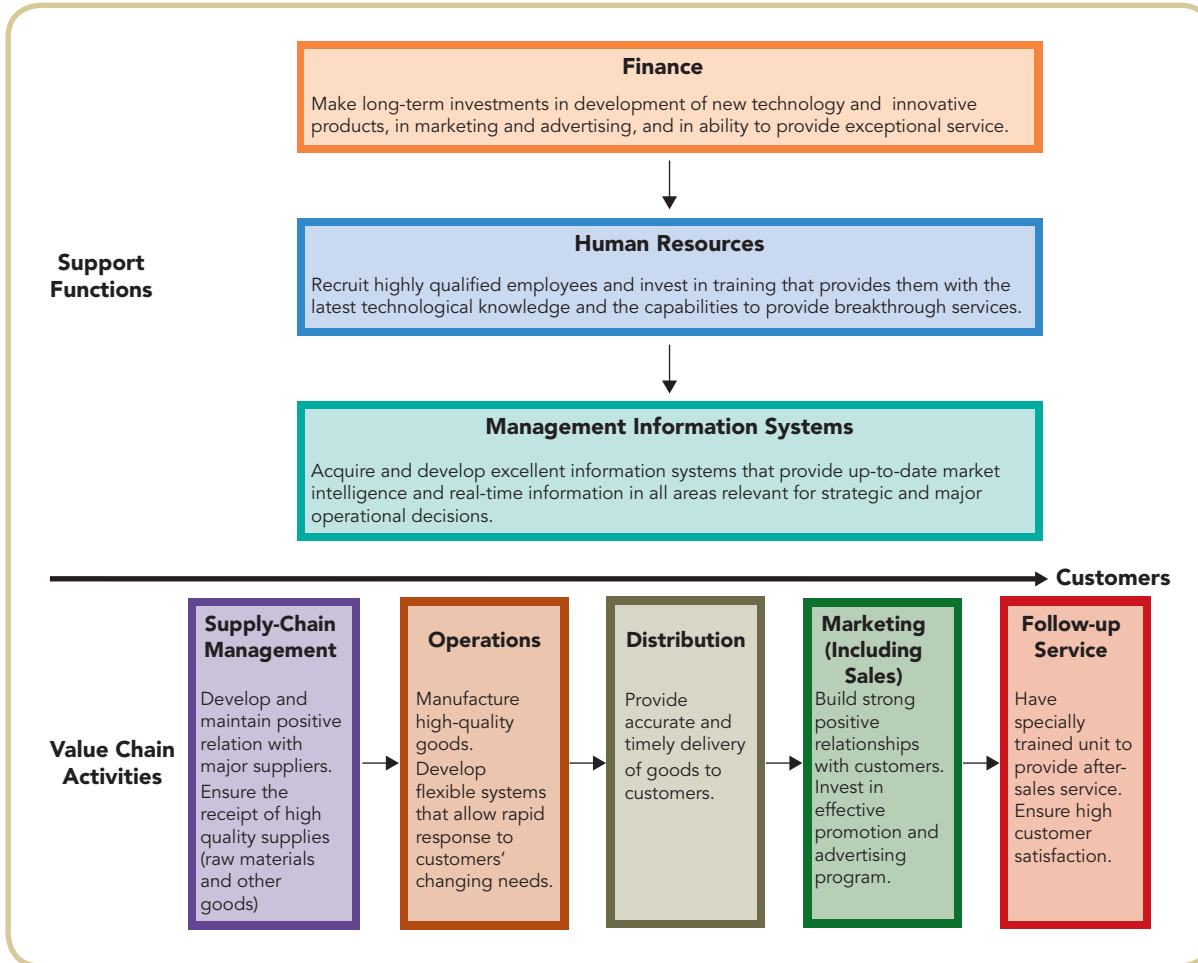 Finance
Make long-term investments in development of new technology and innovative
products, in marketing and advertising, and in ability to provide exceptional service.
Support
Functions
Human Resources
Recruit highly qualified employees and invest in training that provides them with the
latest technological knowledge and the capabilities to provide breakthrough services.
Management Information Systems
Acquire and develop excellent information systems that provide up-to-date market
intelligence and real-time information in all areas relevant for strategic and major
operational decisions.
Customers
Value Chain
Activities
Supply-Chain
Management
Develop and
maintain positive
relation with
major suppliers.
Ensure the
receipt of high
quality supplies
(raw materials
and other
goods)
Operations
Manufacture
high-quality
goods.
Develop
flexible systems
that allow rapid
response to
customers’
changing needs.
Distribution
Provide
accurate and
timely delivery
of goods to
customers.
Marketing
(Including
Sales)
Build strong
positive
relationships
with customers.
Invest in
effective
promotion and
advertising
program.
Follow-up
Service
Have
specially
trained unit to
provide after-
sales service.
Ensure high
customer
satisfaction.